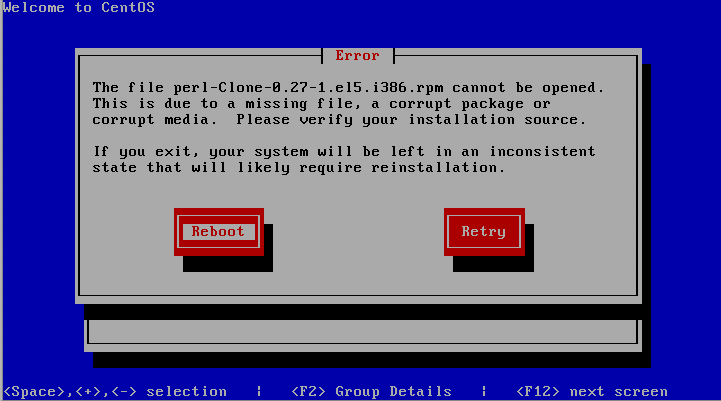 Welcome to CentOS
Error
The file perl-Clone-0.27-1.el5.i386.rpm cannot be opened.
This is due to a missing file, a corrupt package or
corrupt media.  Please verify your installation source.
If you exit, your system will be left in an inconsistent
state that will likely require reinstallation.
Reboot
Retry
<Space>,<+>,<-> selection   |   <F2> Group Details   |   <F12> next screen